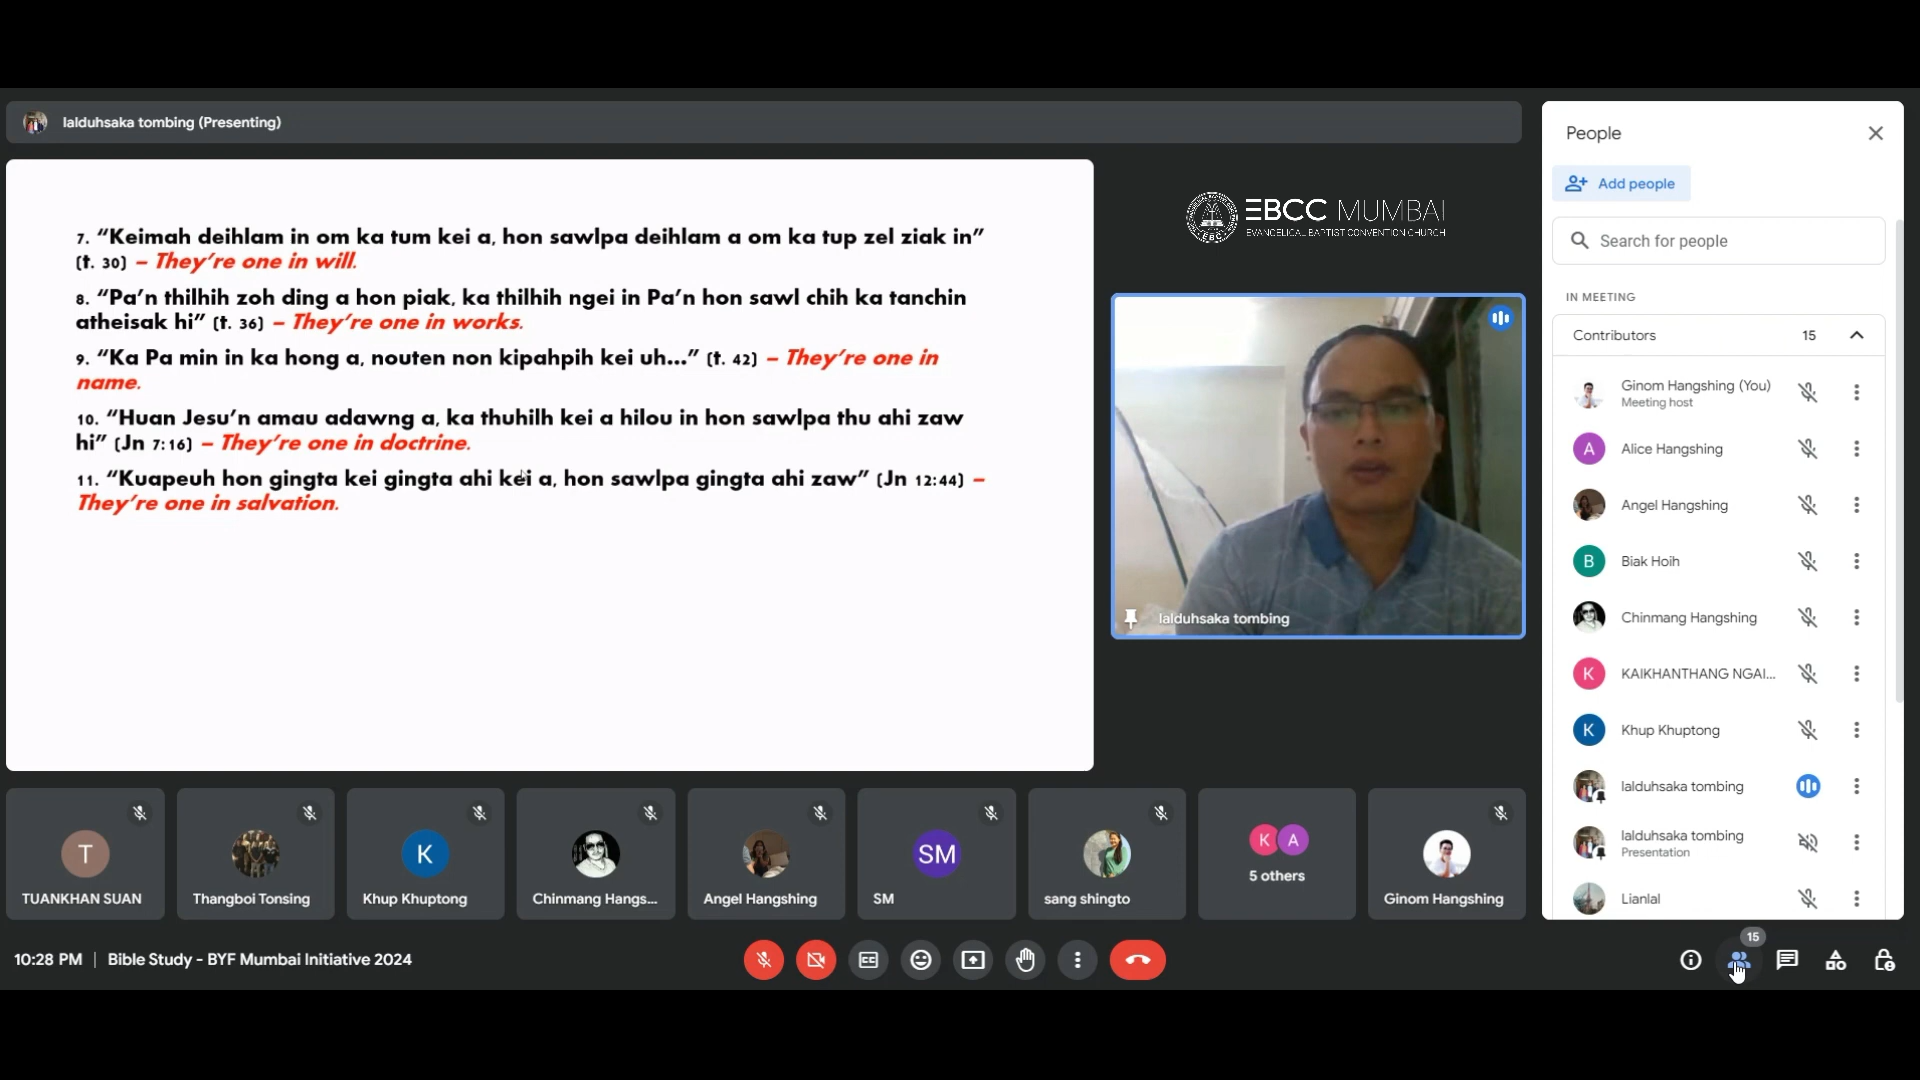 lalduhsaka tombing (Presenting)
7. “Keimah deihlam in om ka tum kei a, hon sawlpa deihlam a om ka tup zel ziak in”
(t. 30) – They’re one in will.
8. “Pa’n thilhih zoh ding a hon piak, ka thilhih ngei in Pa’n hon sawl chih ka tanchin
atheisak hi” (t. 36) – They’re one in works.
9. “Ka Pa min in ka hong a, nouten non kipahpih kei uh...” (t. 42) – They’re one in
name.
10. “Huan Jesu’n amau adawng a, ka thuhilh kei a hilou in hon sawlpa thu ahi zaw
hi” (Jn 7:16) – They’re one in doctrine.
11. “Kuapeuh hon gingta kei gingta ahi kei a, hon sawlpa gingta ahi zaw” (Jn 12:44) –
They’re one in salvation.
EBCC MUMBAI
EVANGELICAL BAPTIST CONVENTION CHURCH
EBC
lalduhsaka tombing
People
Add people
Search for people
IN MEETING
Contributors 15
Ginom Hangshing (You)
Meeting host
A Alice Hangshing
Angel Hangshing
B Biak Hoih
Chinmang Hangshing
K KAIKHANTHANG NGAI...
K Khup Khuptong
lalduhsaka tombing
lalduhsaka tombing
Presentation
Lianlal
T
TUANKHAN SUAN
Thangboi Tonsing
K
Khup Khuptong
Chinmang Hangs...
Angel Hangshing
SM
SM
sang shingto
K A
5 others
Ginom Hangshing
10:28 PM | Bible Study - BYF Mumbai Initiative 2024
15